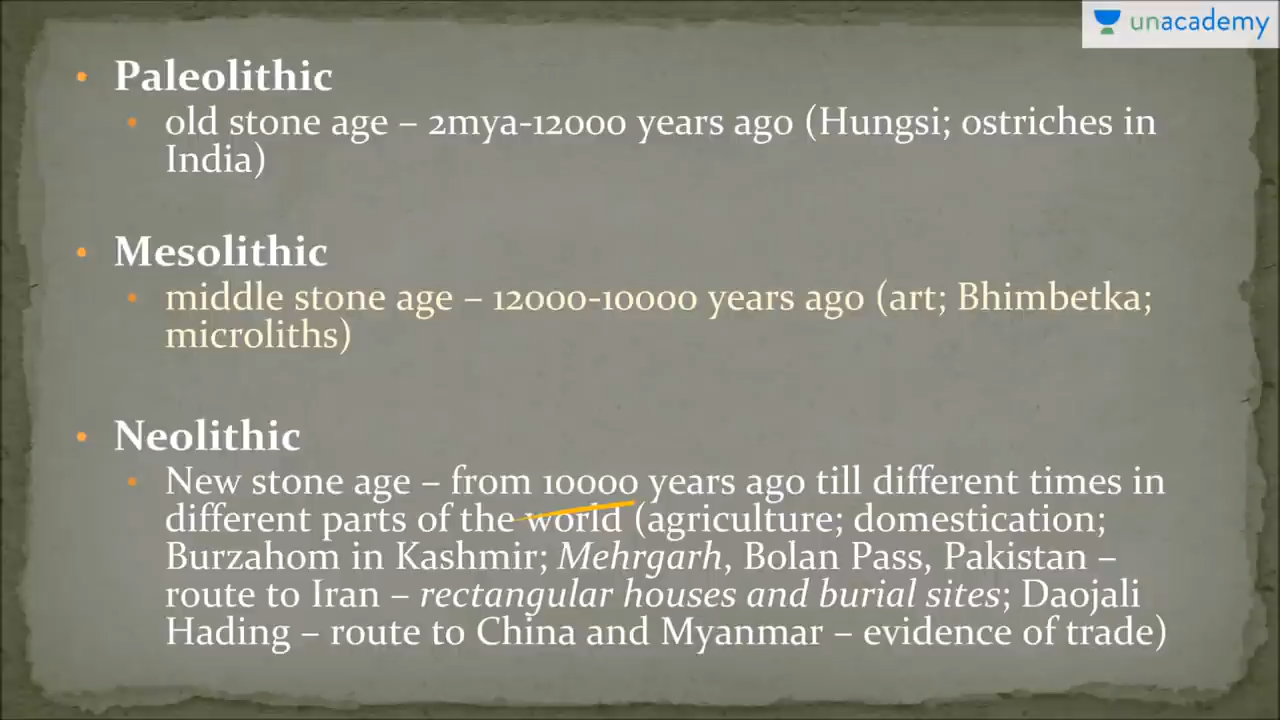 unacademy
• Paleolithic
• old stone age – 2mya-12000 years ago (Hungsi; ostriches in
India)
• Mesolithic
• middle stone age – 12000-10000 years ago (art; Bhimbetka;
microliths)
• Neolithic
• New stone age – from 10000 years ago till different times in
different parts of the world (agriculture; domestication;
Burzahom in Kashmir; Mehrgarh, Bolan Pass, Pakistan –
route to Iran – rectangular houses and burial sites; Daojali
Hading – route to China and Myanmar – evidence of trade)